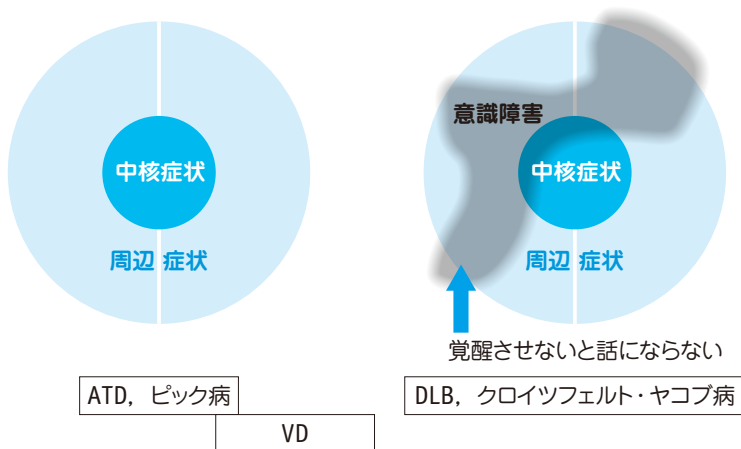 中核症状
周辺 症状
意識障害
中核症状
周辺 症状
覚醒させないと話にならない
ATD，ピック病
DLB，クロイツフェルト・ヤコブ病
VD